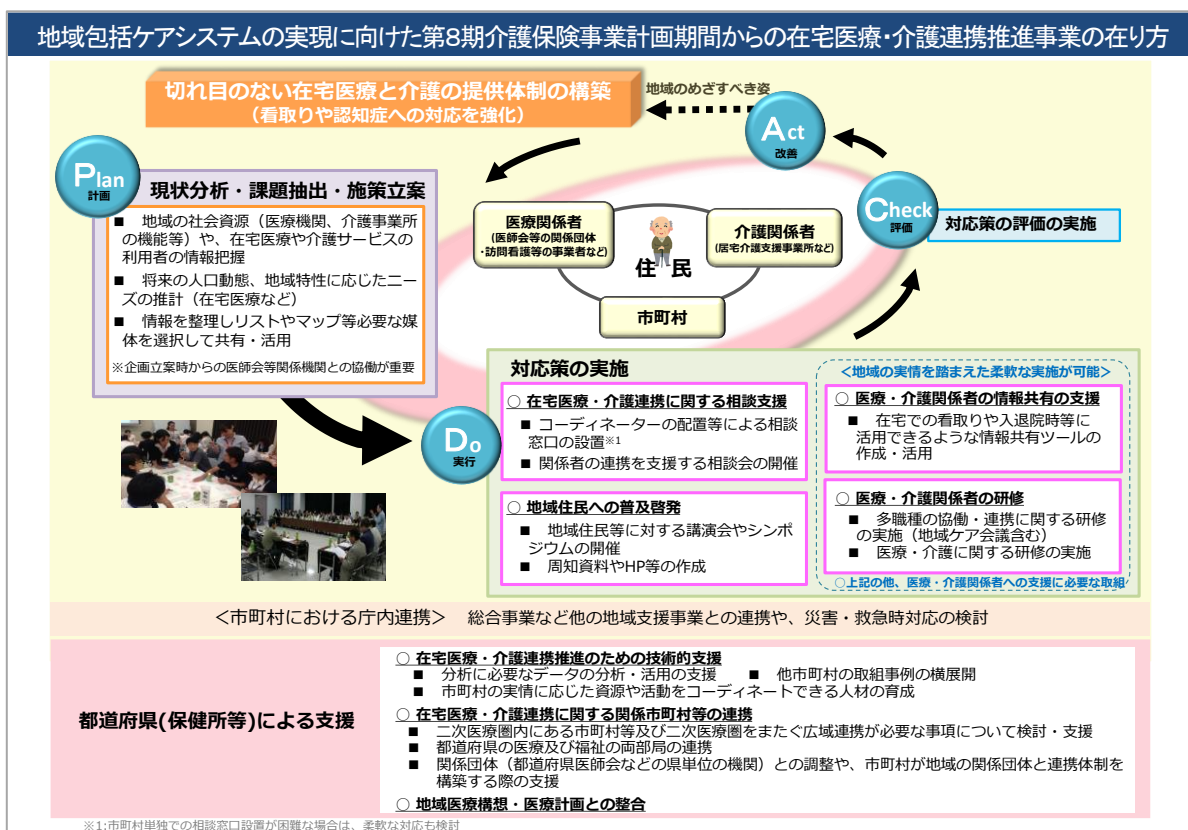 地域包括ケアシステムの実現に向けた第8期介護保険事業計画期間からの在宅医療・介護連携推進事業の在り方
切れ目のない在宅医療と介護の提供体制の構築
（看取りや認知症への対応を強化）
地域のめざすべき姿
Act
改善
Plan
計画
現状分析・課題抽出・施策立案
■ 地域の社会資源（医療機関、介護事業所
の機能等）や、在宅医療や介護サービスの
利用者の情報把握
■ 将来の人口動態、地域特性に応じたニー
ズの推計（在宅医療など）
■ 情報を整理しリストやマップ等必要な媒
体を選択して共有・活用
※企画立案時からの医師会等関係機関との協働が重要
医療関係者
(医師会等の関係団体
・訪問看護等の事業者など)
介護関係者
(居宅介護支援事業所など)
住 民
市町村
Check
評価
対応策の評価の実施
Do
実行
対応策の実施
○ 在宅医療・介護連携に関する相談支援
■ コーディネーターの配置等による相談
窓口の設置※1
■ 関係者の連携を支援する相談会の開催
○ 地域住民への普及啓発
■ 地域住民等に対する講演会やシンポ
ジウムの開催
■ 周知資料やHP等の作成
＜地域の実情を踏まえた柔軟な実施が可能＞
○ 医療・介護関係者の情報共有の支援
■ 在宅での看取りや入退院時等に
活用できるような情報共有ツールの
作成・活用
○ 医療・介護関係者の研修
■ 多職種の協働・連携に関する研修
の実施（地域ケア会議含む）
■ 医療・介護に関する研修の実施
○上記の他、医療・介護関係者への支援に必要な取組
＜市町村における庁内連携＞ 総合事業など他の地域支援事業との連携や、災害・救急時対応の検討
都道府県(保健所等)による支援
○ 在宅医療・介護連携推進のための技術的支援
■ 分析に必要なデータの分析・活用の支援 ■ 他市町村の取組事例の横展開
■ 市町村の実情に応じた資源や活動をコーディネートできる人材の育成
○ 在宅医療・介護連携に関する関係市町村等の連携
■ 二次医療圏内にある市町村等及び二次医療圏をまたぐ広域連携が必要な事項について検討・支援
■ 都道府県の医療及び福祉の両部局の連携
■ 関係団体（都道府県医師会などの県単位の機関）との調整や、市町村が地域の関係団体と連携体制を
構築する際の支援
○ 地域医療構想・医療計画との整合
※1:市町村単独での相談窓口設置が困難な場合は、柔軟な対応も検討